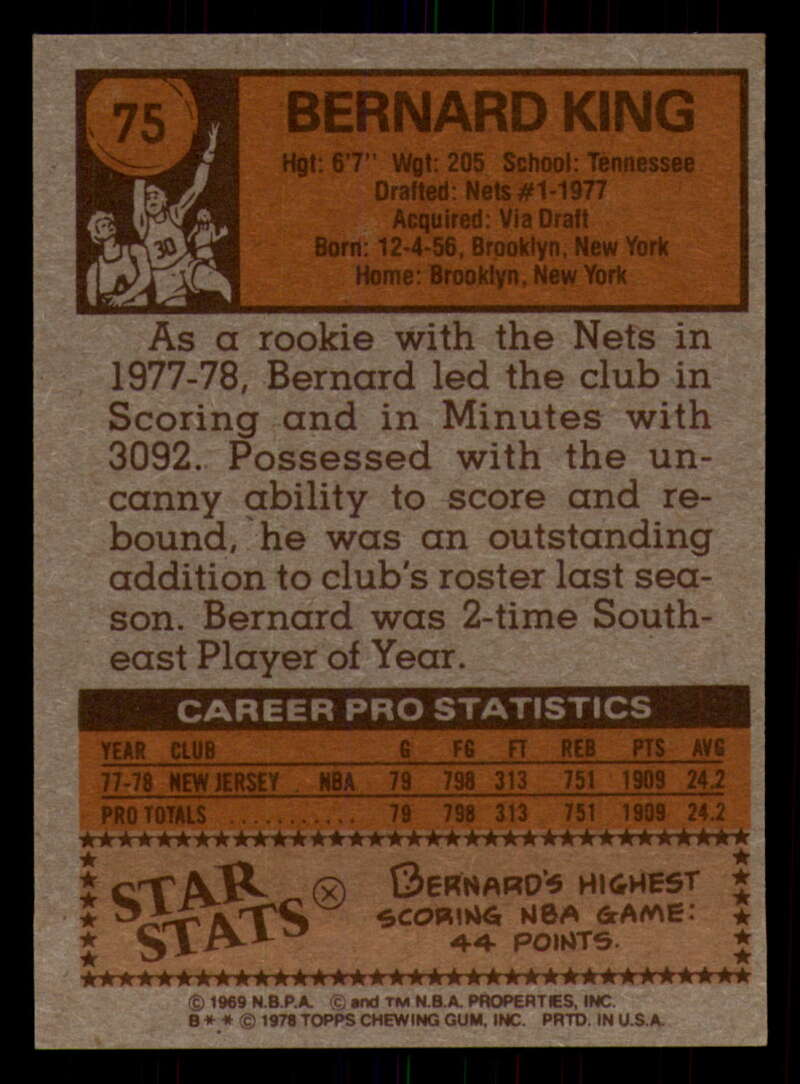 75
BERNARD KING
Hgt: 6'7" Wgt: 205 School: Tennessee
Drafted: Nets #1-1977
Acquired: Via Draft
Born: 12-4-56, Brooklyn, New York
Home: Brooklyn, New York
30
As a rookie with the Nets in
1977-78, Bernard led the club in
Scoring and in Minutes with
3092. Possessed with the un-
canny ability to score and re-
bound, he was an outstanding
addition to club's roster last sea-
son. Bernard was 2-time South-
east Player of Year.
CAREER PRO STATISTICS
YEAR CLUB G FG FT REB PTS AVG
77-78 NEW JERSEY . NBA 79 798 313 751 1909 24.2
PRO TOTALS ........... 79 798 313 751 1909 24.2
STAR STATS
BERNARD'S HIGHEST
SCORING NBA GAME:
44 POINTS.
© 1969 N.B.P.A. © and TM N.B.A. PROPERTIES, INC.
B * * © 1978 TOPPS CHEWING GUM, INC. PRTD. IN U.S.A.